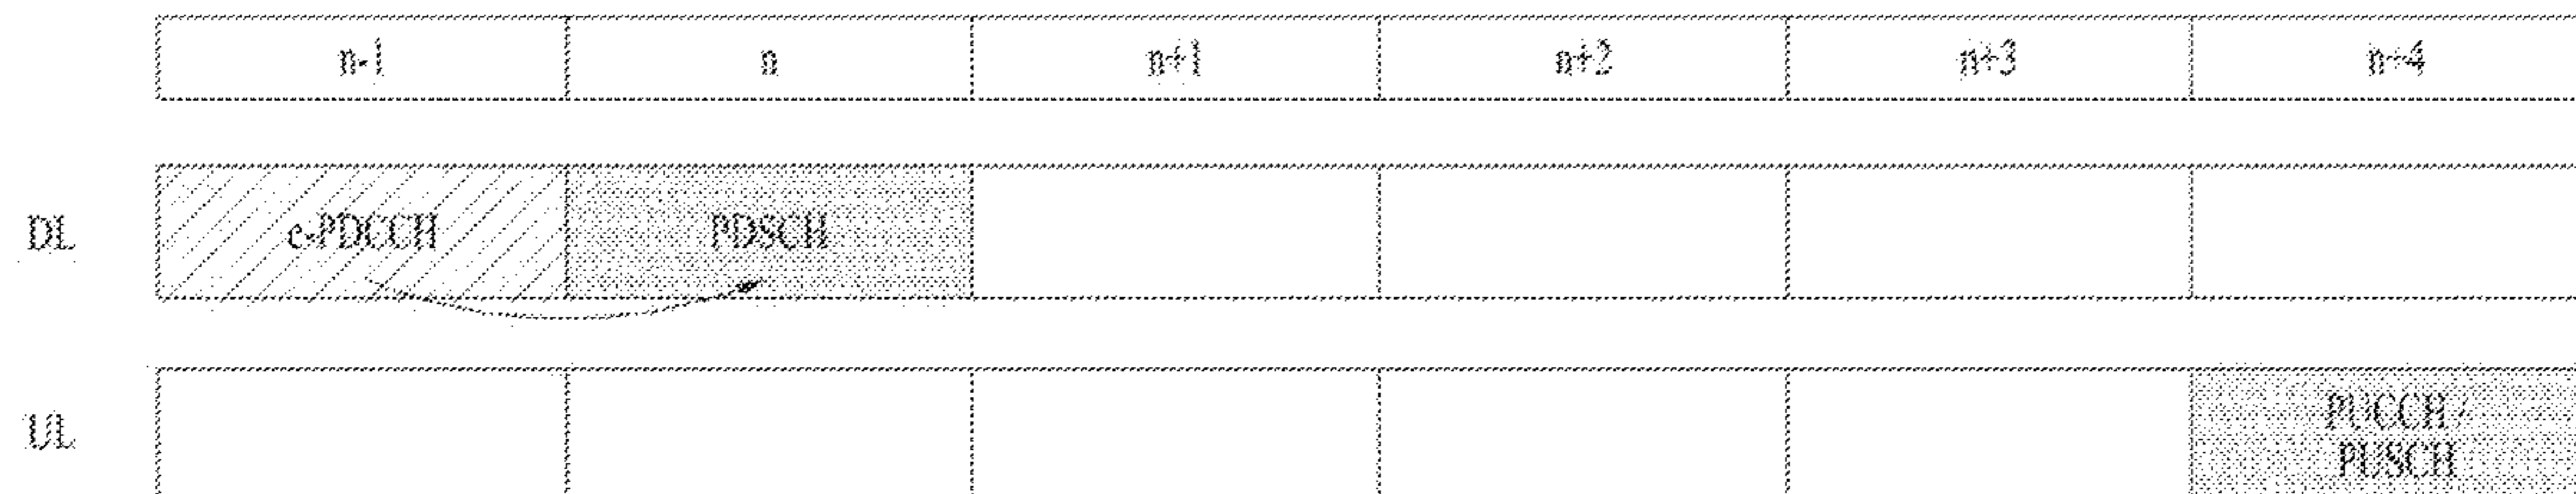 n-1 n n+1 n+2 n+3 n+4
DL e-PDCCH PDSCH
UL PUCCH /
PUSCH